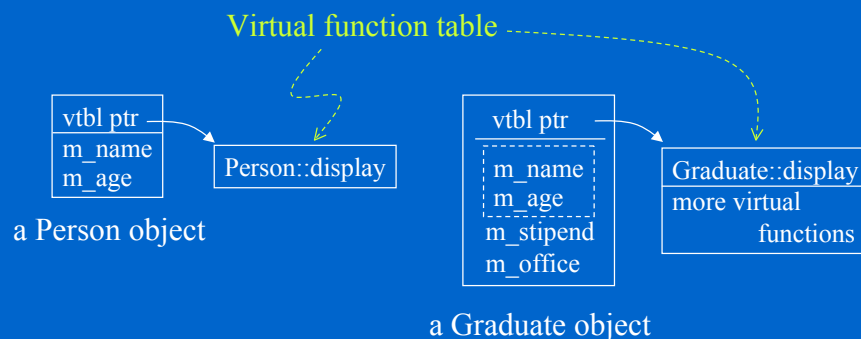 Virtual function table
vtbl ptr
m_name
m_age
Person::display
a Person object
vtbl ptr
m_name
m_age
m_stipend
m_office
Graduate::display
more virtual
functions
a Graduate object